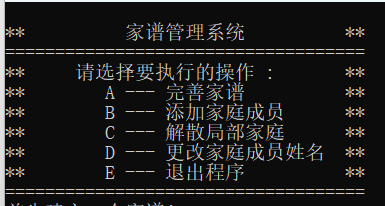 **          家谱管理系统          **
====================================
**     请选择要执行的操作 :       **
**        A --- 完善家谱          **
**        B --- 添加家庭成员      **
**        C --- 解散局部家庭      **
**        D --- 更改家庭成员姓名  **
**        E --- 退出程序          **
====================================